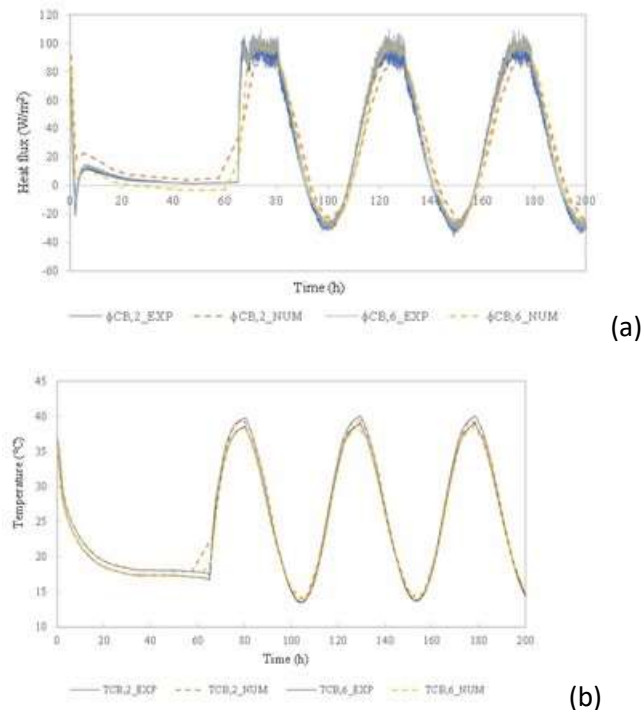 120
100
80
60
40
20
0
-20
-40
-60
Heat flux (W/m²)
0 20 40 60 80 100 120 140 160 180 200
Time (h)
ϕCB,2_EXP ϕCB,2_NUM ϕCB,6_EXP ϕCB,6_NUM
(a)
45
40
35
30
25
20
15
10
Temperature (°C)
0 20 40 60 80 100 120 140 160 180 200
Time (h)
TCB,2_EXP TCB,2_NUM TCB,6_EXP TCB,6_NUM
(b)